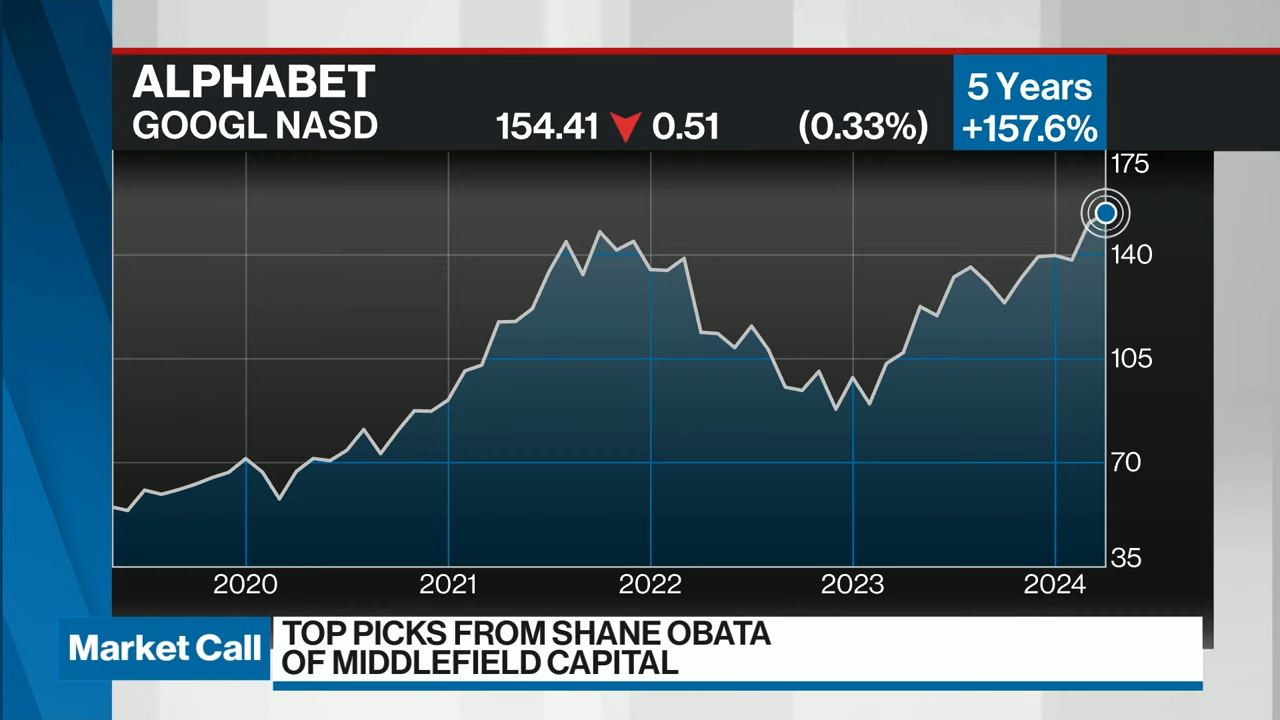 ALPHABET
GOOGL NASD 154.41 0.51 (0.33%)
5 Years
+157.6%
175
140
105
70
35
2020 2021 2022 2023 2024
Market Call
TOP PICKS FROM SHANE OBATA
OF MIDDLEFIELD CAPITAL